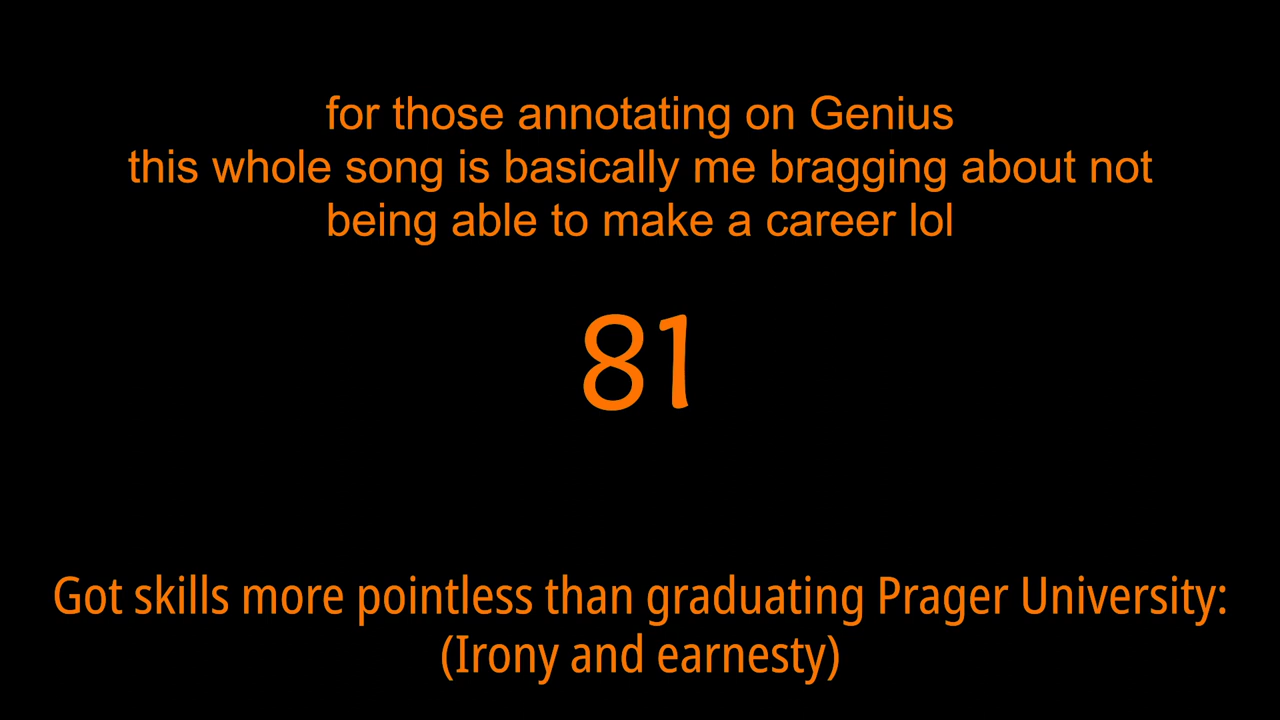 for those annotating on Genius
this whole song is basically me bragging about not
being able to make a career lol
81
Got skills more pointless than graduating Prager University:
(Irony and earnesty)